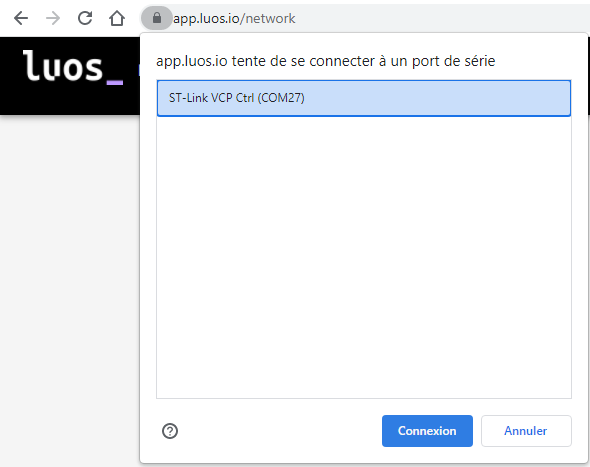 app.luos.io/network
luos_
app.luos.io tente de se connecter à un port de série
ST-Link VCP Ctrl (COM27)
Connexion
Annuler